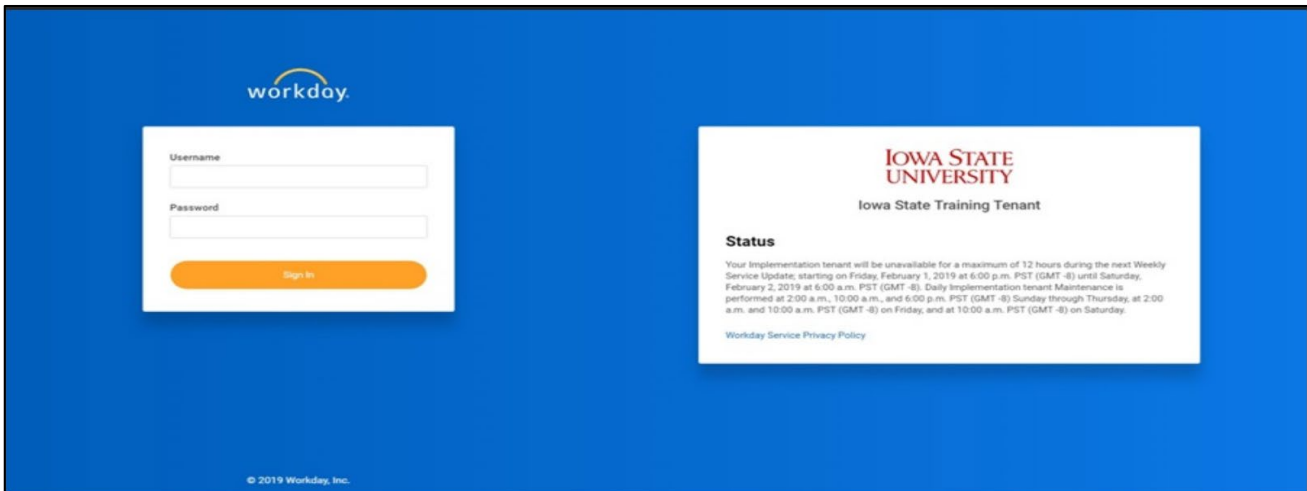 workday.
Username
Password
Sign In
© 2019 Workday, Inc.
IOWA STATE
UNIVERSITY
Iowa State Training Tenant
Status
Your Implementation tenant will be unavailable for a maximum of 12 hours during the next Weekly
Service Update; starting on Friday, February 1, 2019 at 6:00 p.m. PST (GMT -8) until Saturday,
February 2, 2019 at 6:00 a.m. PST (GMT -8). Daily Implementation tenant Maintenance is
performed at 2:00 a.m., 10:00 a.m., and 6:00 p.m. PST (GMT -8) Sunday through Thursday, at 2:00
a.m. and 10:00 a.m. PST (GMT -8) on Friday, and at 10:00 a.m. PST (GMT -8) on Saturday.
Workday Service Privacy Policy